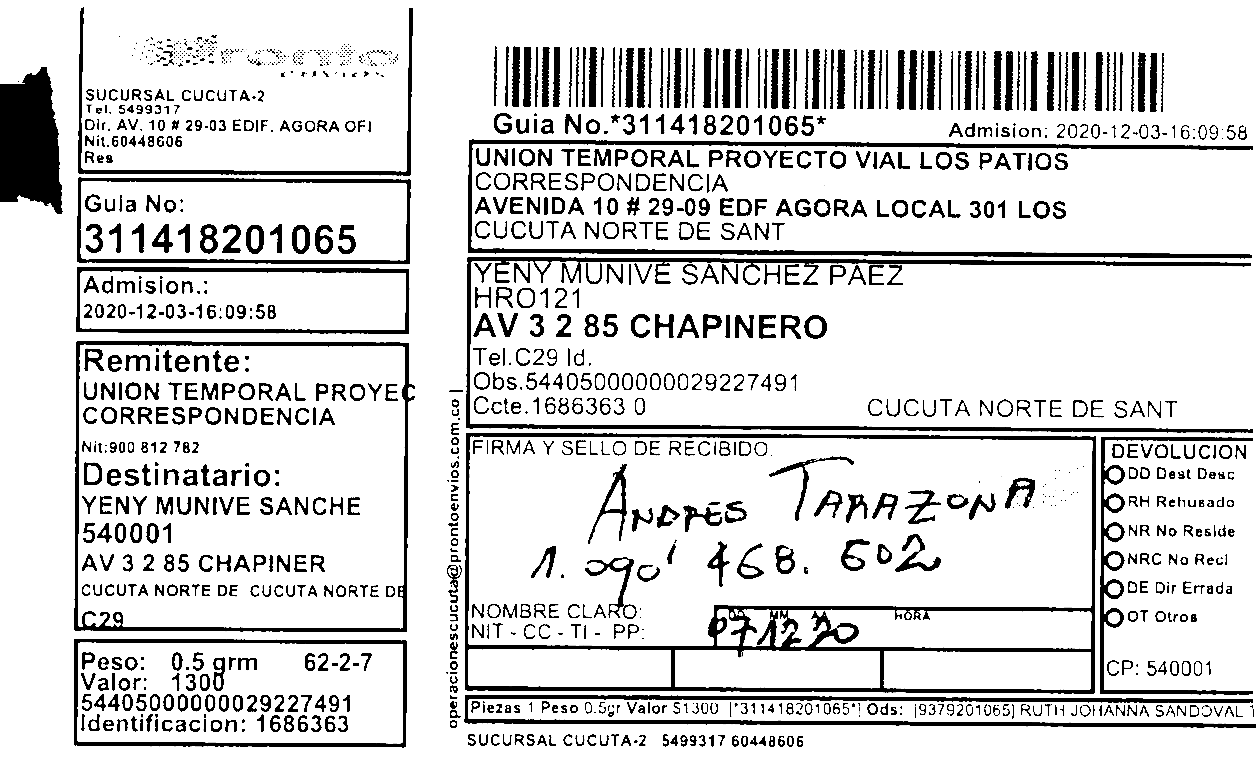 Pronto
ENVIOS
SUCURSAL CUCUTA-2
Tel. 5499317
Dir. AV. 10 # 29-03 EDIF. AGORA OFI
Nit.60448606
Res
Guia No:
311418201065
Admision.:
2020-12-03-16:09:58
Remitente:
UNION TEMPORAL PROYEC
CORRESPONDENCIA
Nit:900 812 782
Destinatario:
YENY MUNIVE SANCHE
540001
AV 3 2 85 CHAPINER
CUCUTA NORTE DE CUCUTA NORTE DE
C29
Peso: 0.5 grm 62-2-7
Valor: 1300
54405000000029227491
Identificacion: 1686363
operacionescucuta@prontoenvios.com.co |
Guia No.*311418201065*
Admision: 2020-12-03-16:09:58
UNION TEMPORAL PROYECTO VIAL LOS PATIOS
CORRESPONDENCIA
AVENIDA 10 # 29-09 EDF AGORA LOCAL 301 LOS
CUCUTA NORTE DE SANT
YENY MUNIVE SANCHEZ PAEZ
HRO121
AV 3 2 85 CHAPINERO
Tel.C29 Id.
Obs.54405000000029227491
Ccte.1686363 0 CUCUTA NORTE DE SANT
FIRMA Y SELLO DE RECIBIDO:
ANDRES TARAZONA
1.090' 468.602
NOMBRE CLARO:
NIT - CC - TI - PP:
DD MM AA HORA
07 12 20
DEVOLUCION
DD Dest Desc
RH Rehusado
NR No Reside
NRC No Recl
DE Dir Errada
OT Otros
CP: 540001
Piezas 1 Peso 0.5gr Valor $1300 |*311418201065*| Ods: |9379201065| RUTH JOHANNA SANDOVAL T
SUCURSAL CUCUTA-2 5499317 60448606